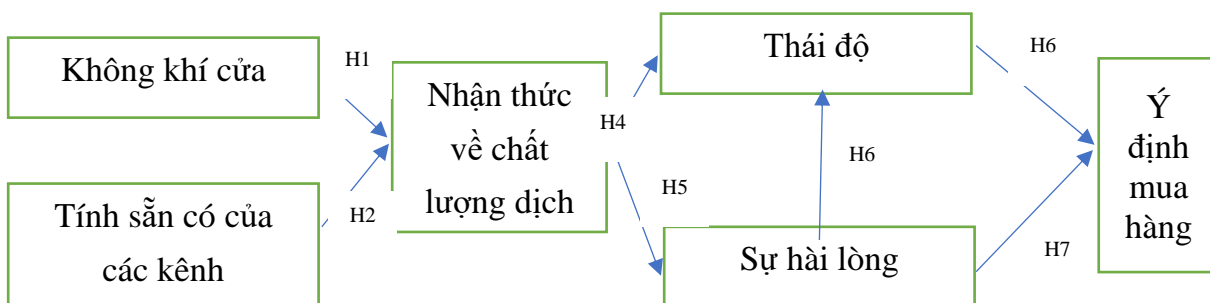 Không khí cửa
H1
Tính sẵn có của
các kênh
H2
Nhận thức
về chất
lượng dịch
H4
H5
Thái độ
H6
Sự hài lòng
H6
H7
Ý
định
mua
hàng